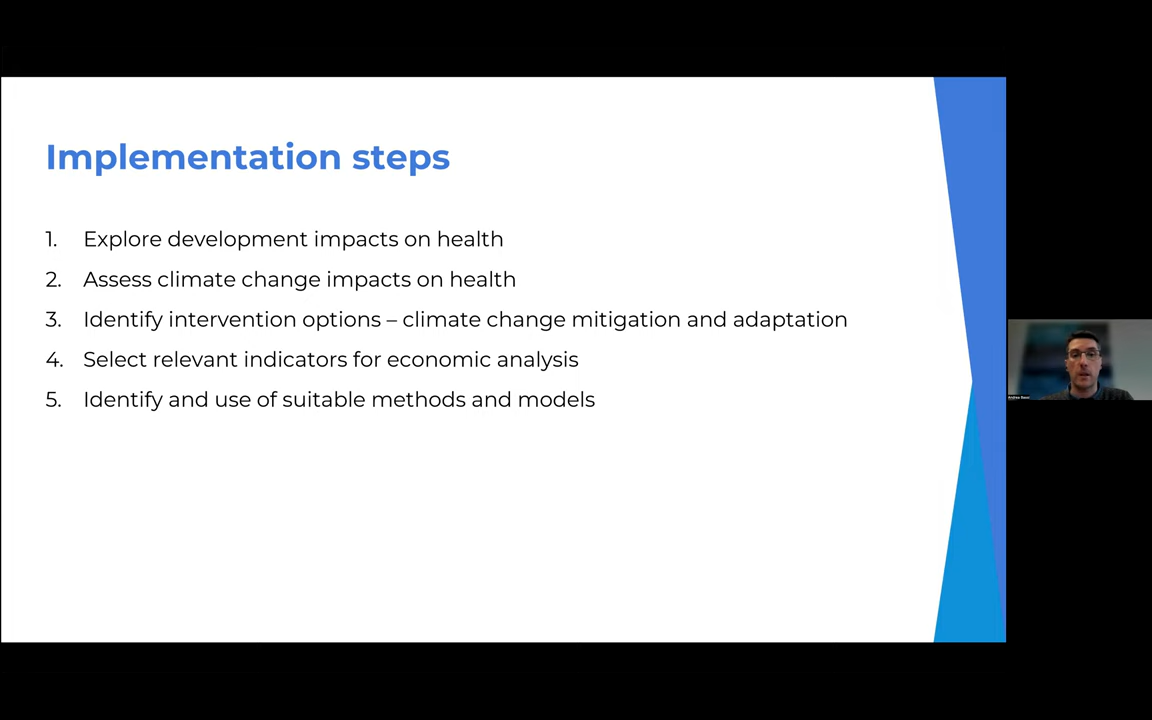 Implementation steps
1. Explore development impacts on health
2. Assess climate change impacts on health
3. Identify intervention options – climate change mitigation and adaptation
4. Select relevant indicators for economic analysis
5. Identify and use of suitable methods and models